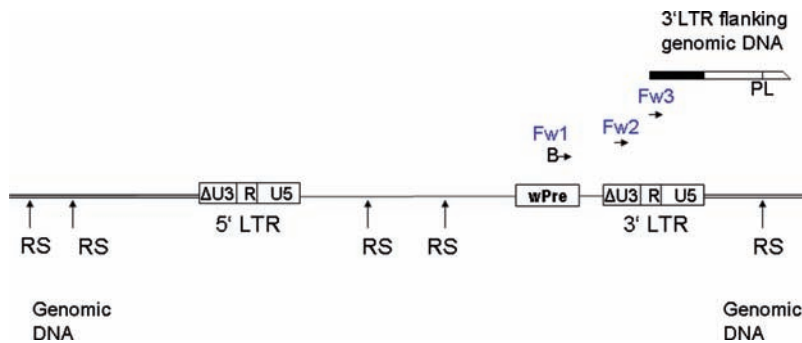 3'LTR flanking
genomic DNA
PL
Fw3
Fw2
Fw1
B
ΔU3 R U5
wPre
ΔU3 R U5
5' LTR
3' LTR
RS
RS
RS
RS
RS
Genomic
DNA
Genomic
DNA